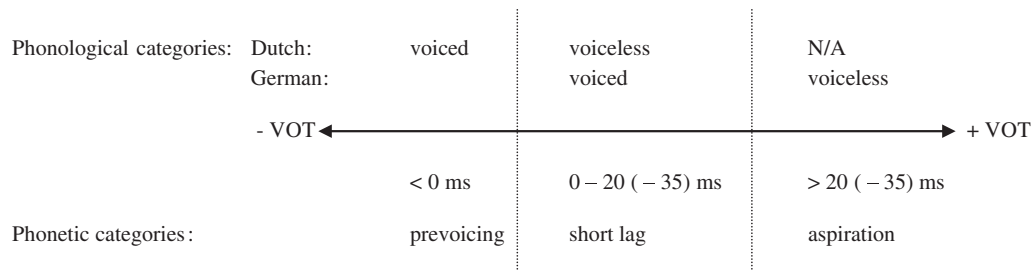 Phonological categories: Dutch: voiced voiceless N/A
German: voiced voiceless
- VOT + VOT
< 0 ms 0 – 20 ( – 35) ms > 20 ( – 35) ms
Phonetic categories: prevoicing short lag aspiration